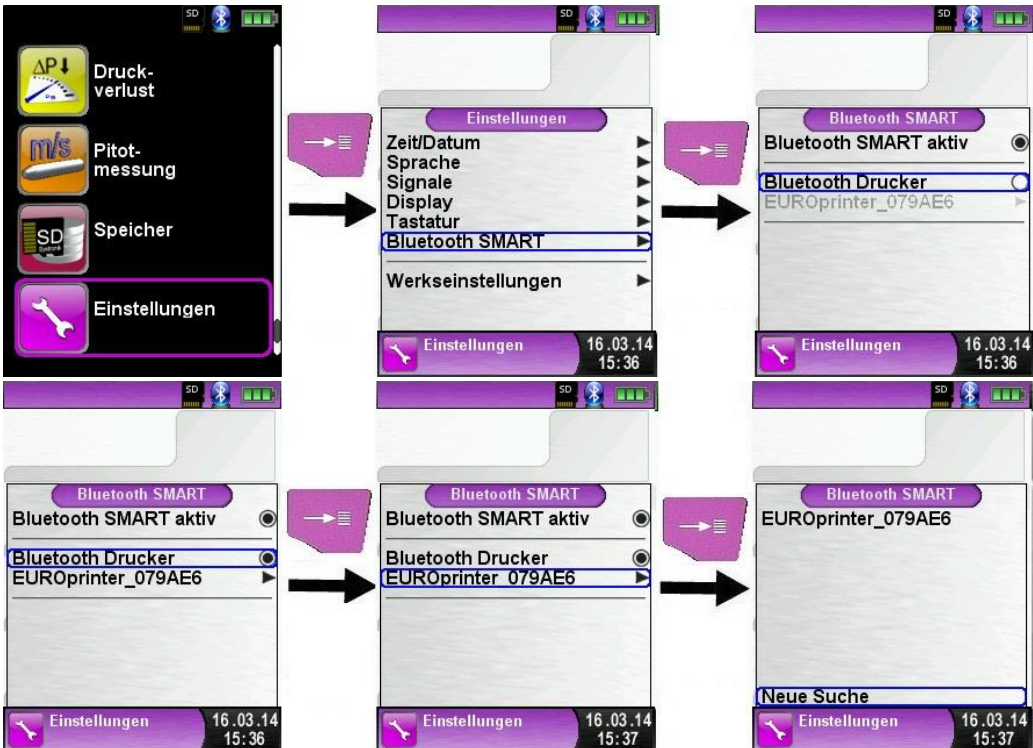 SD
ΔP↓
Druck-
verlust
m/s
Pitot-
messung
SD
Speicher
Einstellungen
SD
Einstellungen
Zeit/Datum
Sprache
Signale
Display
Tastatur
Bluetooth SMART
Werkseinstellungen
Einstellungen
16.03.14
15:36
SD
Bluetooth SMART
Bluetooth SMART aktiv
Bluetooth Drucker
EUROprinter_079AE6
Einstellungen
16.03.14
15:36
SD
Bluetooth SMART
Bluetooth SMART aktiv
Bluetooth Drucker
EUROprinter_079AE6
Einstellungen
16.03.14
15:36
SD
Bluetooth SMART
Bluetooth SMART aktiv
Bluetooth Drucker
EUROprinter_079AE6
Einstellungen
16.03.14
15:37
SD
Bluetooth SMART
EUROprinter_079AE6
Neue Suche
Einstellungen
16.03.14
15:37